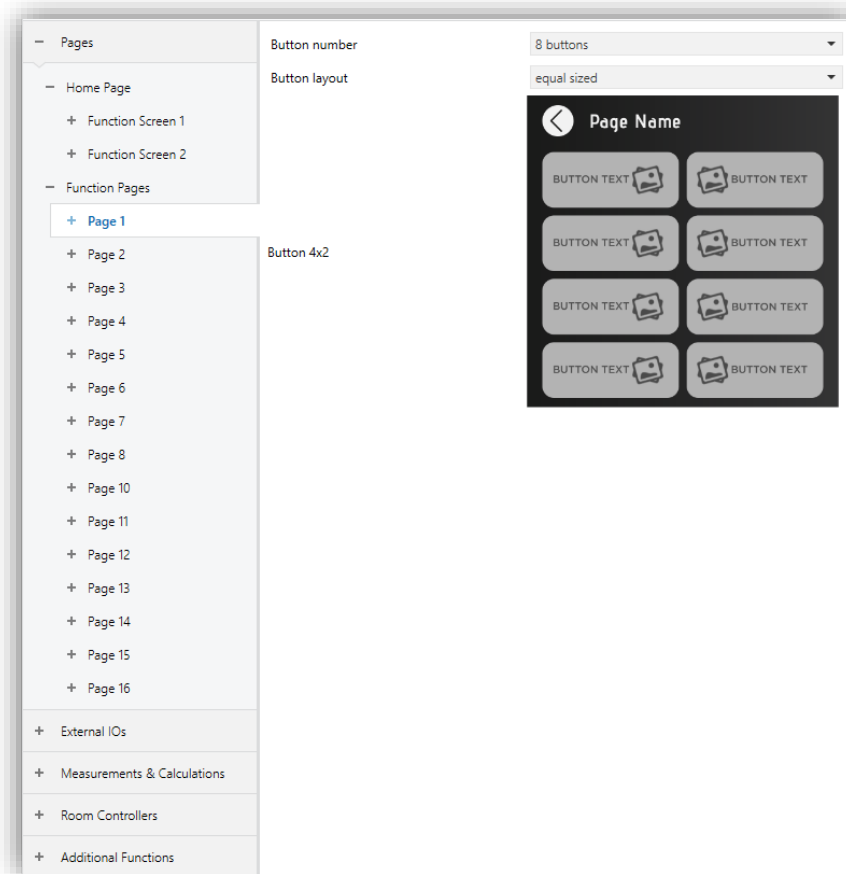 Pages
Home Page
Function Screen 1
Function Screen 2
Function Pages
Page 1
Page 2
Page 3
Page 4
Page 5
Page 6
Page 7
Page 8
Page 10
Page 11
Page 12
Page 13
Page 14
Page 15
Page 16
External IOs
Measurements & Calculations
Room Controllers
Additional Functions
Button number
8 buttons
Button layout
equal sized
Button 4x2
Page Name
BUTTON TEXT BUTTON TEXT
BUTTON TEXT BUTTON TEXT
BUTTON TEXT BUTTON TEXT
BUTTON TEXT BUTTON TEXT